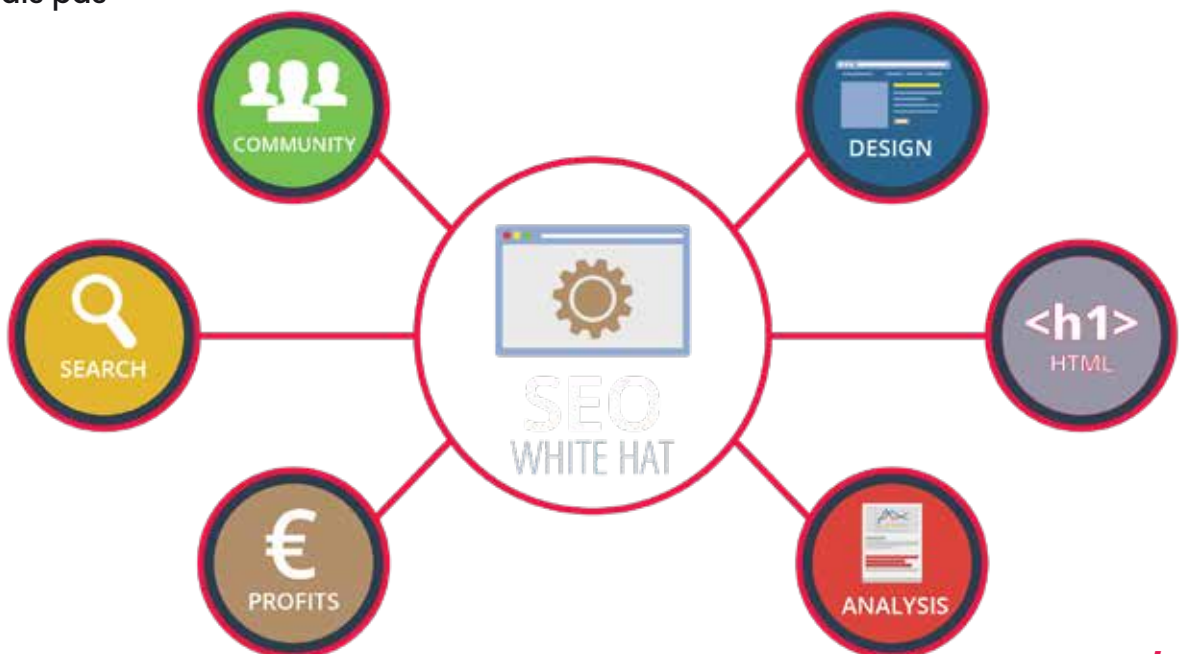 COMMUNITY
DESIGN
SEARCH
<h1>
HTML
SEO
WHITE HAT
€
PROFITS
ANALYSIS